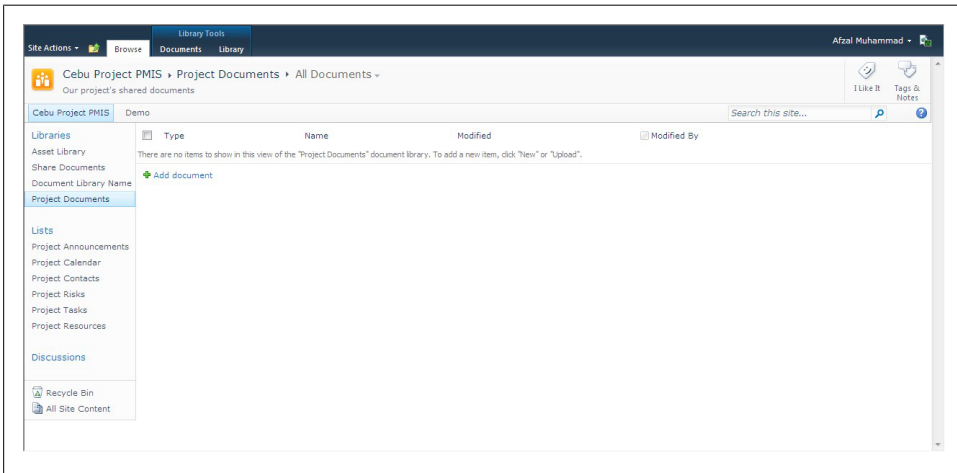 Library Tools
Site Actions Browse Documents Library
Afzal Muhammad
Cebu Project PMIS Project Documents All Documents
Our project's shared documents
I Like It
Tags &
Notes
Cebu Project PMIS Demo
Search this site...
Libraries
Asset Library
Share Documents
Document Library Name
Project Documents
Lists
Project Announcements
Project Calendar
Project Contacts
Project Risks
Project Tasks
Project Resources
Discussions
Recycle Bin
All Site Content
Type Name Modified Modified By
There are no items to show in this view of the "Project Documents" document library. To add a new item, click "New" or "Upload".
Add document